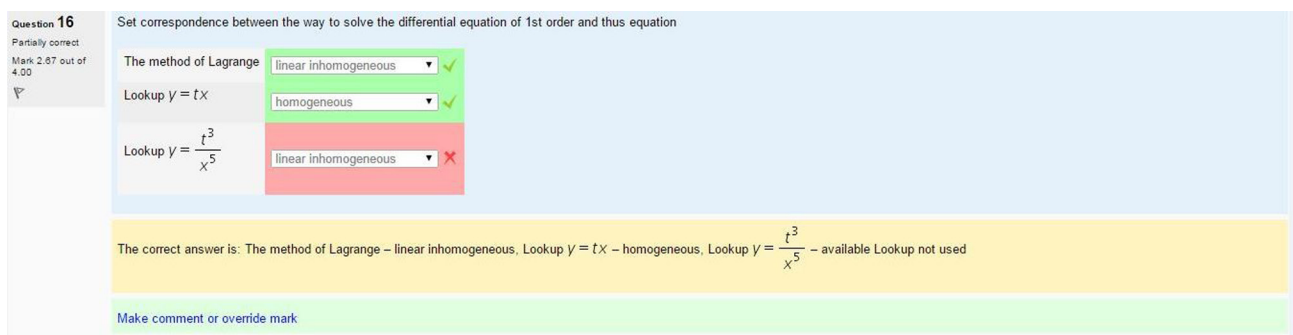 Question 16
Partially correct
Mark 2.67 out of
4.00
Set correspondence between the way to solve the differential equation of 1st order and thus equation
The method of Lagrange linear inhomogeneous
Lookup y = tx homogeneous
Lookup y = t³/x⁵ linear inhomogeneous
The correct answer is: The method of Lagrange – linear inhomogeneous, Lookup y = tx – homogeneous, Lookup y = t³/x⁵ – available Lookup not used
Make comment or override mark